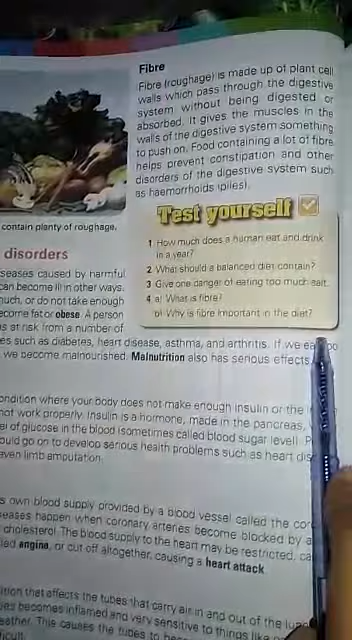 Fibre
Fibre (roughage) is made up of plant cell
walls which pass through the digestive
system without being digested or
absorbed. It gives the muscles in the
walls of the digestive system something
to push on. Food containing a lot of fibre
helps prevent constipation and other
disorders of the digestive system such
as haemorrhoids (piles).
contain plenty of roughage.
Test yourself
1 How much does a human eat and drink
in a year?
2 What should a balanced diet contain?
3 Give one danger of eating too much salt.
4 a) What is fibre?
b) Why is fibre important in the diet?
disorders
seases caused by harmful
can become ill in other ways.
much, or do not take enough
ecome fat or obese. A person
is at risk from a number of
es such as diabetes, heart disease, asthma, and arthritis. If we ea oo
we become malnourished. Malnutrition also has serious effects
ondition where your body does not make enough insulin or the
not work properly. Insulin is a hormone, made in the pancreas,
el of glucose in the blood (sometimes called blood sugar level). P
ould go on to develop serious health problems such as heart dis
even limb amputation.
s own blood supply provided by a blood vessel called the cor
seases happen when coronary arteries become blocked by a
cholesterol. The blood supply to the heart may be restricted, ca
led angina, or cut off altogether, causing a heart attack
ition that affects the tubes that carry air in and out of the lung
bes becomes inflamed and very sensitive to things like
eather. This causes the tubes to